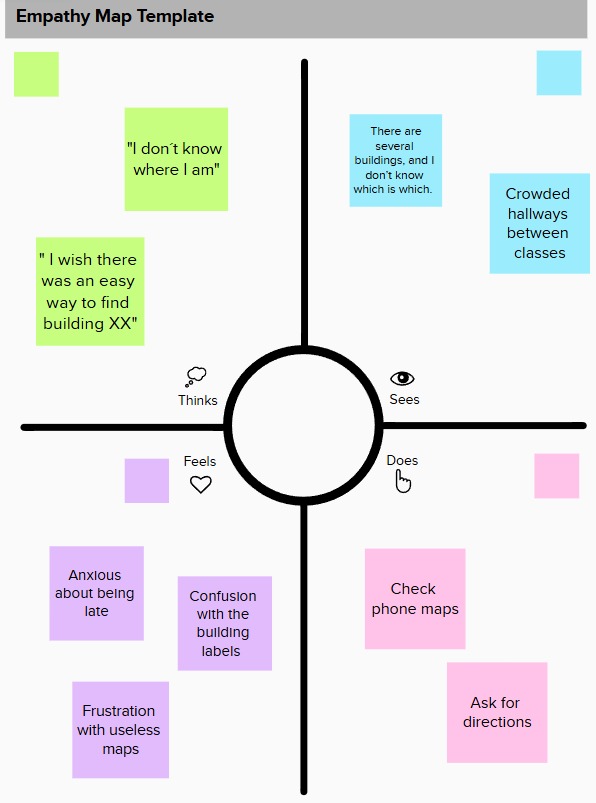 Empathy Map Template
"I don´t know
where I am"
" I wish there
was an easy
way to find
building XX"
There are
several
buildings, and I
don't know
which is which.
Crowded
hallways
between
classes
Thinks
Sees
Feels
Does
Anxious
about being
late
Confusion
with the
building
labels
Frustration
with useless
maps
Check
phone maps
Ask for
directions